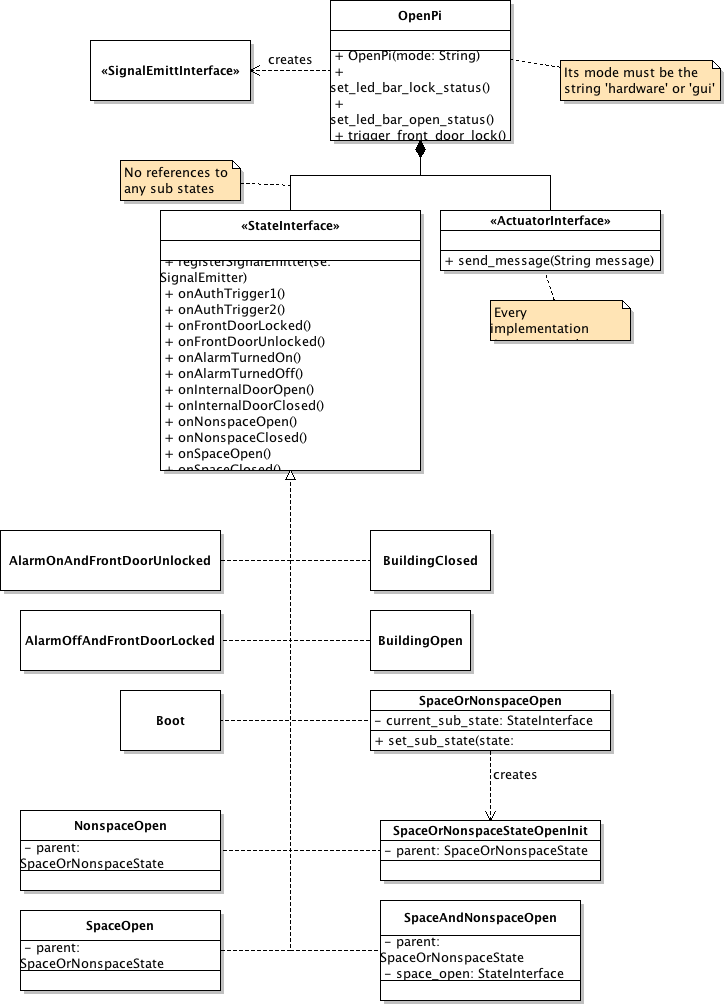 OpenPi
+ OpenPi(mode: String)
+
set_led_bar_lock_status()
+
set_led_bar_open_status()
+ trigger_front_door_lock()
«SignalEmittInterface»
creates
Its mode must be the
string 'hardware' or 'gui'
No references to
any sub states
«StateInterface»
+ registerSignalEmitter(se:
SignalEmitter)
+ onAuthTrigger1()
+ onAuthTrigger2()
+ onFrontDoorLocked()
+ onFrontDoorUnlocked()
+ onAlarmTurnedOn()
+ onAlarmTurnedOff()
+ onInternalDoorOpen()
+ onInternalDoorClosed()
+ onNonspaceOpen()
+ onNonspaceClosed()
+ onSpaceOpen()
+ onSpaceClosed()
«ActuatorInterface»
+ send_message(String message)
Every
implementation
AlarmOnAndFrontDoorUnlocked
BuildingClosed
AlarmOffAndFrontDoorLocked
BuildingOpen
Boot
SpaceOrNonspaceOpen
- current_sub_state: StateInterface
+ set_sub_state(state:
creates
NonspaceOpen
- parent:
SpaceOrNonspaceState
SpaceOrNonspaceStateOpenInit
- parent: SpaceOrNonspaceState
SpaceOpen
- parent:
SpaceOrNonspaceState
SpaceAndNonspaceOpen
- parent:
SpaceOrNonspaceState
- space_open: StateInterface